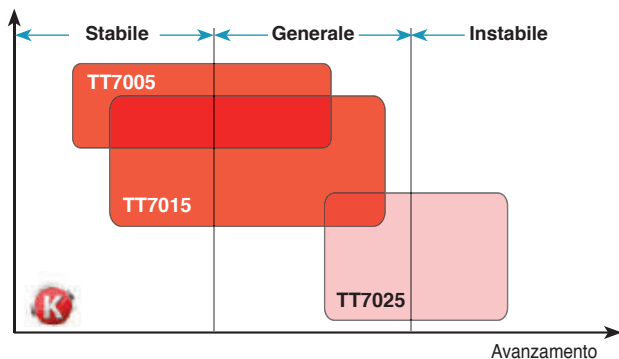 Stabile Generale Instabile
TT7005
TT7015
TT7025
K
Avanzamento